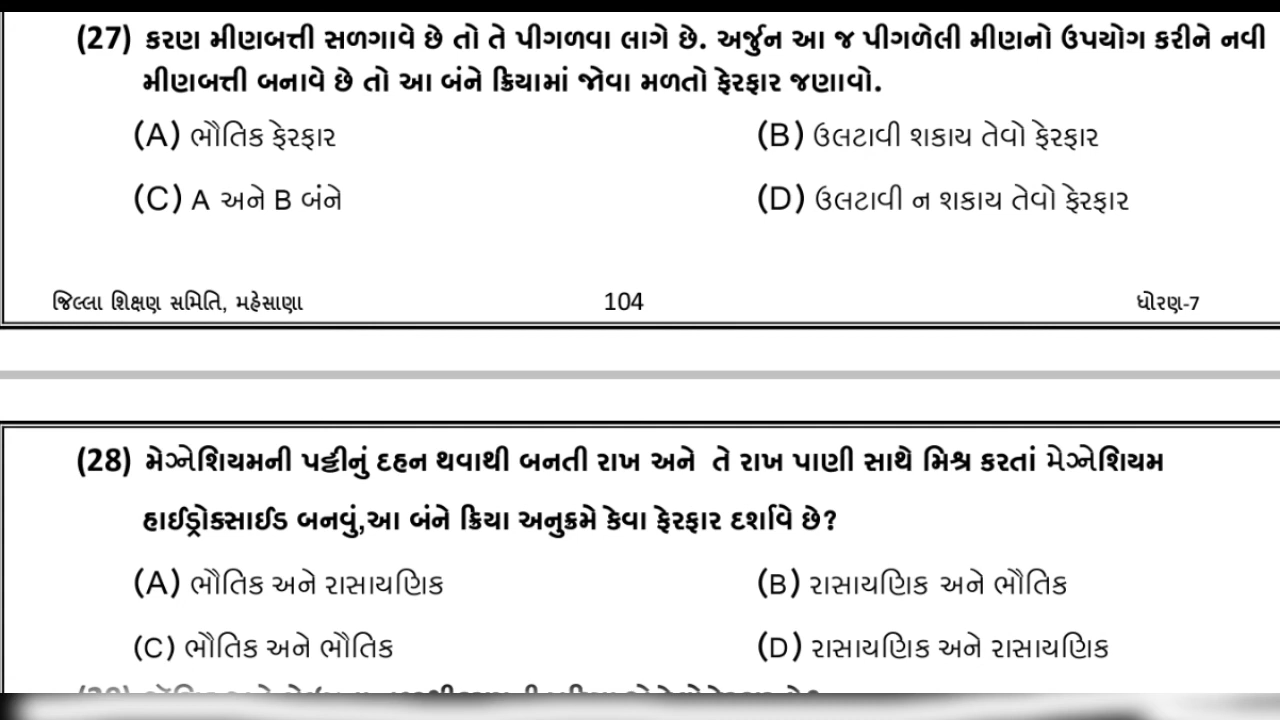 (27) કરણ મીણબત્તી સળગાવે છે તો તે પીગળવા લાગે છે. અર્જુન આ જ પીગળેલી મીણનો ઉપયોગ કરીને નવી
મીણબત્તી બનાવે છે તો આ બંને ક્રિયામાં જોવા મળતો ફેરફાર જણાવો.
(A) ભૌતિક ફેરફાર (B) ઉલટાવી શકાય તેવો ફેરફાર
(C) A અને B બંને (D) ઉલટાવી ન શકાય તેવો ફેરફાર
જિલ્લા શિક્ષણ સમિતિ, મહેસાણા 104 ધોરણ-7
(28) મેગ્નેશિયમની પટ્ટીનું દહન થવાથી બનતી રાખ અને તે રાખ પાણી સાથે મિશ્ર કરતાં મેગ્નેશિયમ
હાઈડ્રોક્સાઈડ બનવું,આ બંને ક્રિયા અનુક્રમે કેવા ફેરફાર દર્શાવે છે?
(A) ભૌતિક અને રાસાયણિક (B) રાસાયણિક અને ભૌતિક
(C) ભૌતિક અને ભૌતિક (D) રાસાયણિક અને રાસાયણિક